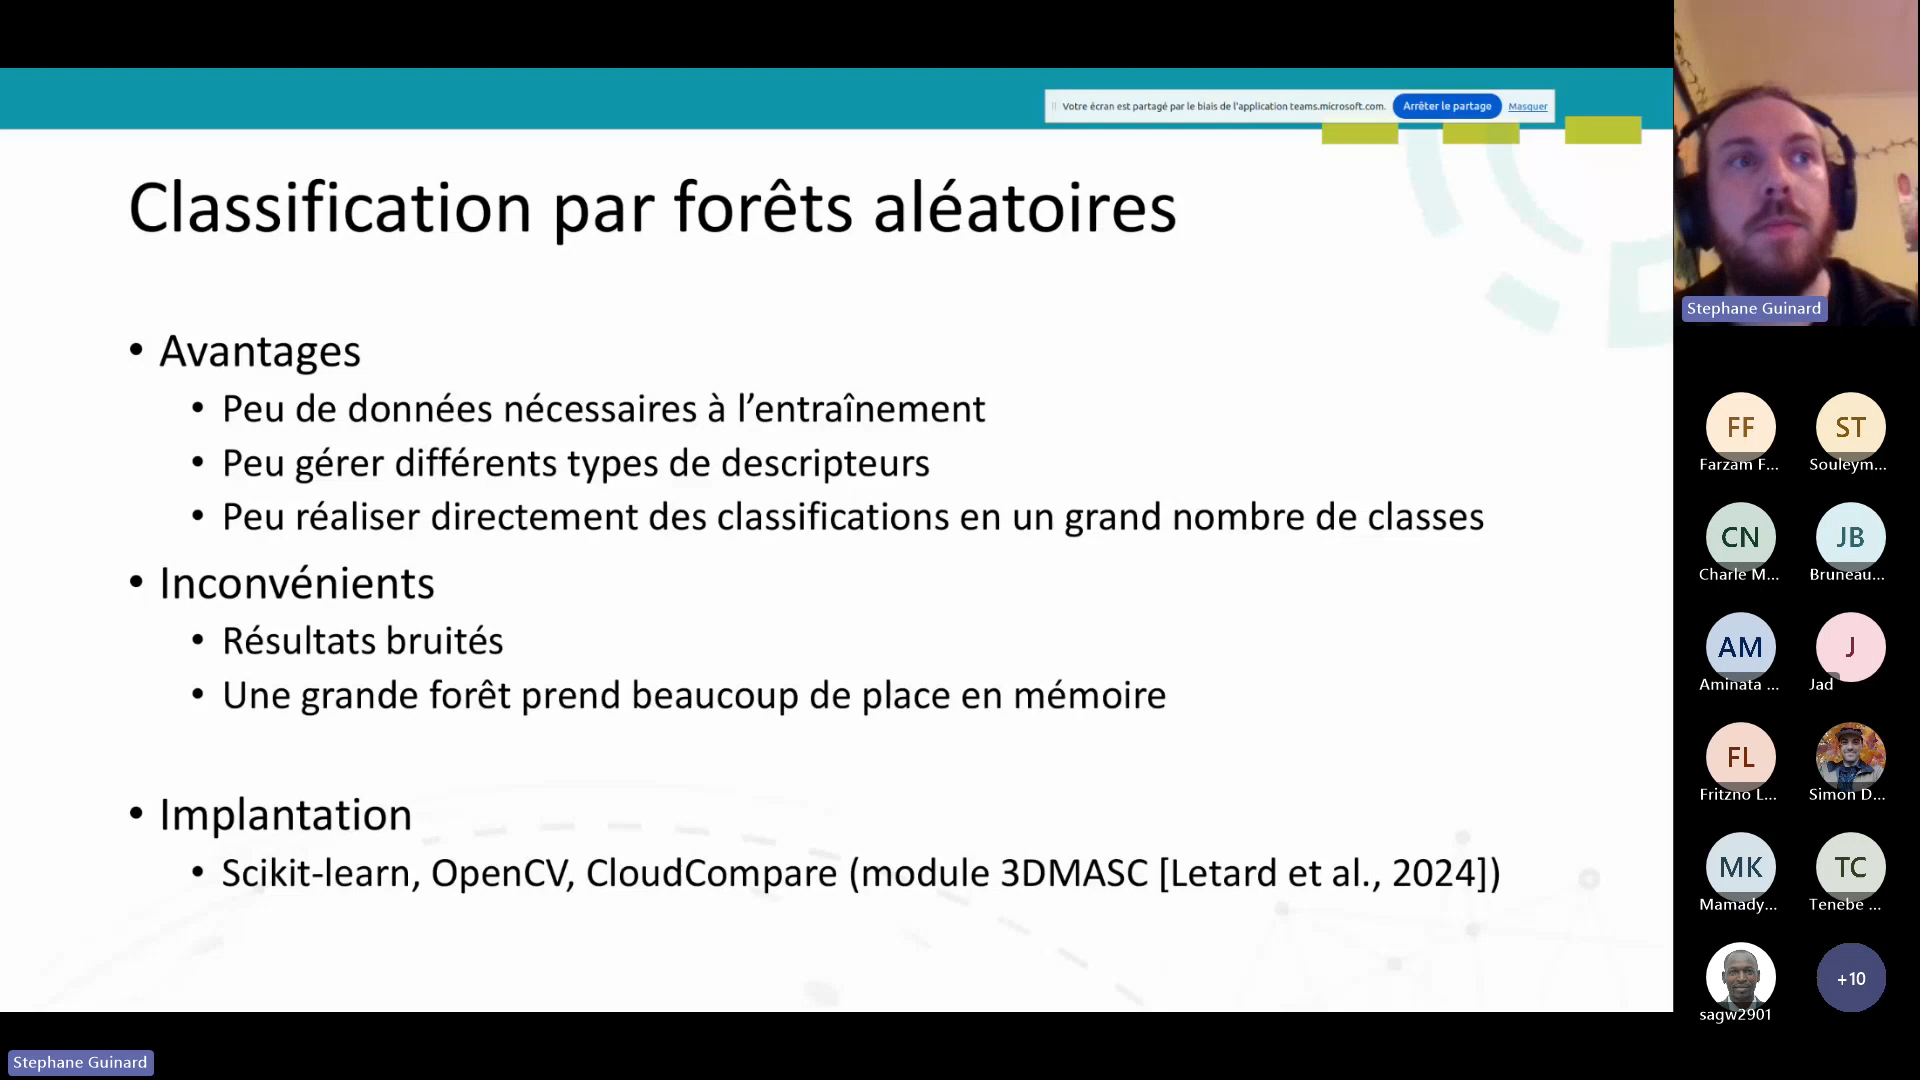 Votre écran est partagé par le biais de l'application teams.microsoft.com.
Arrêter le partage
Masquer
Classification par forêts aléatoires
• Avantages
• Peu de données nécessaires à l’entraînement
• Peu gérer différents types de descripteurs
• Peu réaliser directement des classifications en un grand nombre de classes
• Inconvénients
• Résultats bruités
• Une grande forêt prend beaucoup de place en mémoire
• Implantation
• Scikit-learn, OpenCV, CloudCompare (module 3DMASC [Letard et al., 2024])
Stephane Guinard
Stephane Guinard
FF
Farzam F...
ST
Souleym...
CN
Charle M...
JB
Bruneau...
AM
Aminata ...
J
Jad
FL
Fritzno L...
Simon D...
MK
Mamady...
TC
Tenebe ...
sagw2901
+10